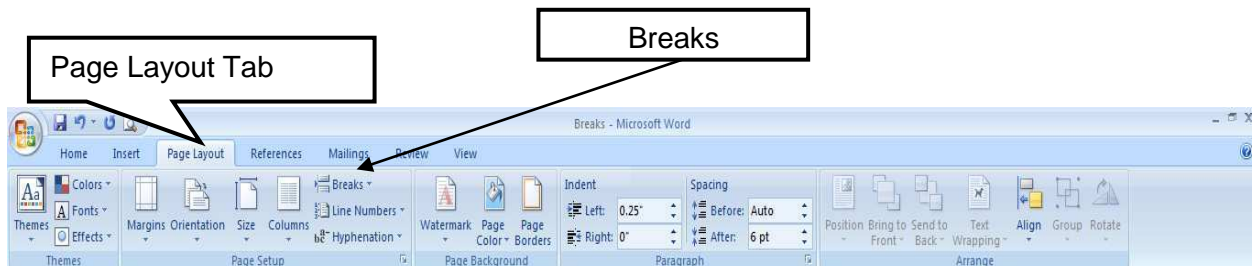 Breaks
Page Layout Tab
Breaks - Microsoft Word
Home Insert Page Layout References Mailings Review View
Aa Colors Breaks Indent Spacing
A Fonts Line Numbers Left: 0.25" Before: Auto
Themes Effects Margins Orientation Size Columns Hyphenation Watermark Page Color Page Borders Right: 0" After: 6 pt Position Bring to Front Send to Back Text Wrapping Align Group Rotate
Themes Page Setup Page Background Paragraph Arrange